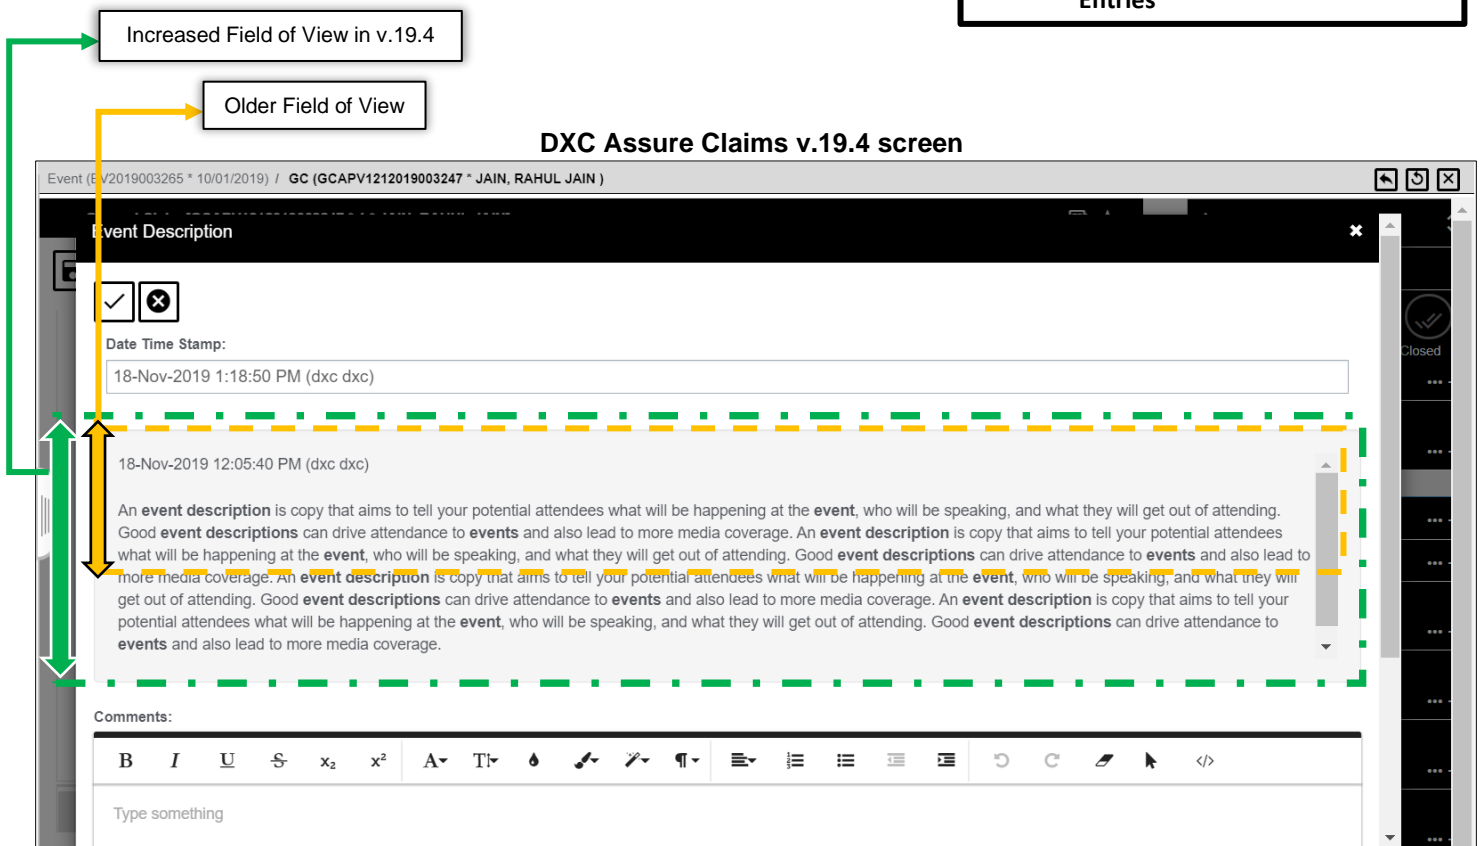 Entries
Increased Field of View in v.19.4
Older Field of View
DXC Assure Claims v.19.4 screen
Event (EV2019003265 * 10/01/2019) / GC (GCAPV1212019003247 * JAIN, RAHUL JAIN )
Event Description
Date Time Stamp:
18-Nov-2019 1:18:50 PM (dxc dxc)
Closed
18-Nov-2019 12:05:40 PM (dxc dxc)
An event description is copy that aims to tell your potential attendees what will be happening at the event, who will be speaking, and what they will get out of attending.
Good event descriptions can drive attendance to events and also lead to more media coverage. An event description is copy that aims to tell your potential attendees
what will be happening at the event, who will be speaking, and what they will get out of attending. Good event descriptions can drive attendance to events and also lead to
more media coverage. An event description is copy that aims to tell your potential attendees what will be happening at the event, who will be speaking, and what they will
get out of attending. Good event descriptions can drive attendance to events and also lead to more media coverage. An event description is copy that aims to tell your
potential attendees what will be happening at the event, who will be speaking, and what they will get out of attending. Good event descriptions can drive attendance to
events and also lead to more media coverage.
Comments:
B I U S x₂ x² A T
Type something